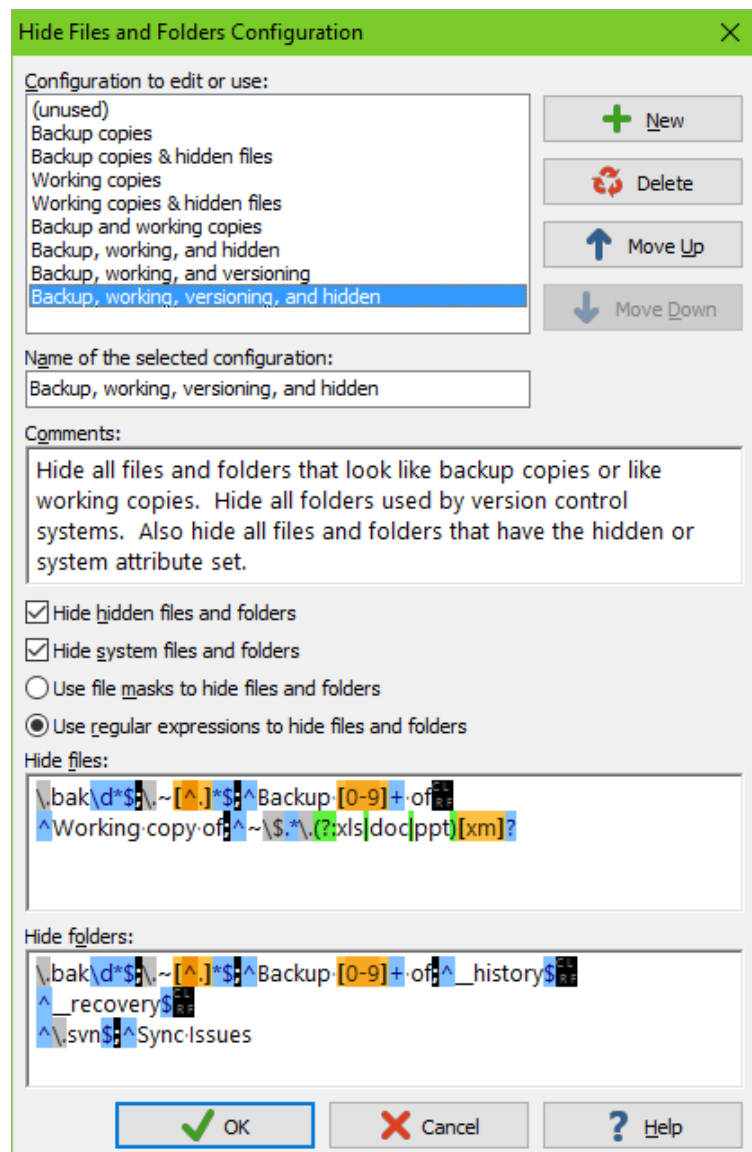 Hide Files and Folders Configuration
Configuration to edit or use:
(unused)
Backup copies
Backup copies & hidden files
Working copies
Working copies & hidden files
Backup and working copies
Backup, working, and hidden
Backup, working, and versioning
Backup, working, versioning, and hidden
New
Delete
Move Up
Move Down
Name of the selected configuration:
Backup, working, versioning, and hidden
Comments:
Hide all files and folders that look like backup copies or like
working copies.  Hide all folders used by version control
systems.  Also hide all files and folders that have the hidden or
system attribute set.
Hide hidden files and folders
Hide system files and folders
Use file masks to hide files and folders
Use regular expressions to hide files and folders
Hide files:
\.bak\d*$;\.~[^.]*$;^Backup·[0-9]+·ofCRLF
^Working·copy·of;^~\$.*\.(?:xls|doc|ppt)[xm]?
Hide folders:
\.bak\d*$;\.~[^.]*$;^Backup·[0-9]+·of;^__history$CRLF
^__recovery$CRLF
^\.svn$;^Sync·Issues
OK
Cancel
? Help